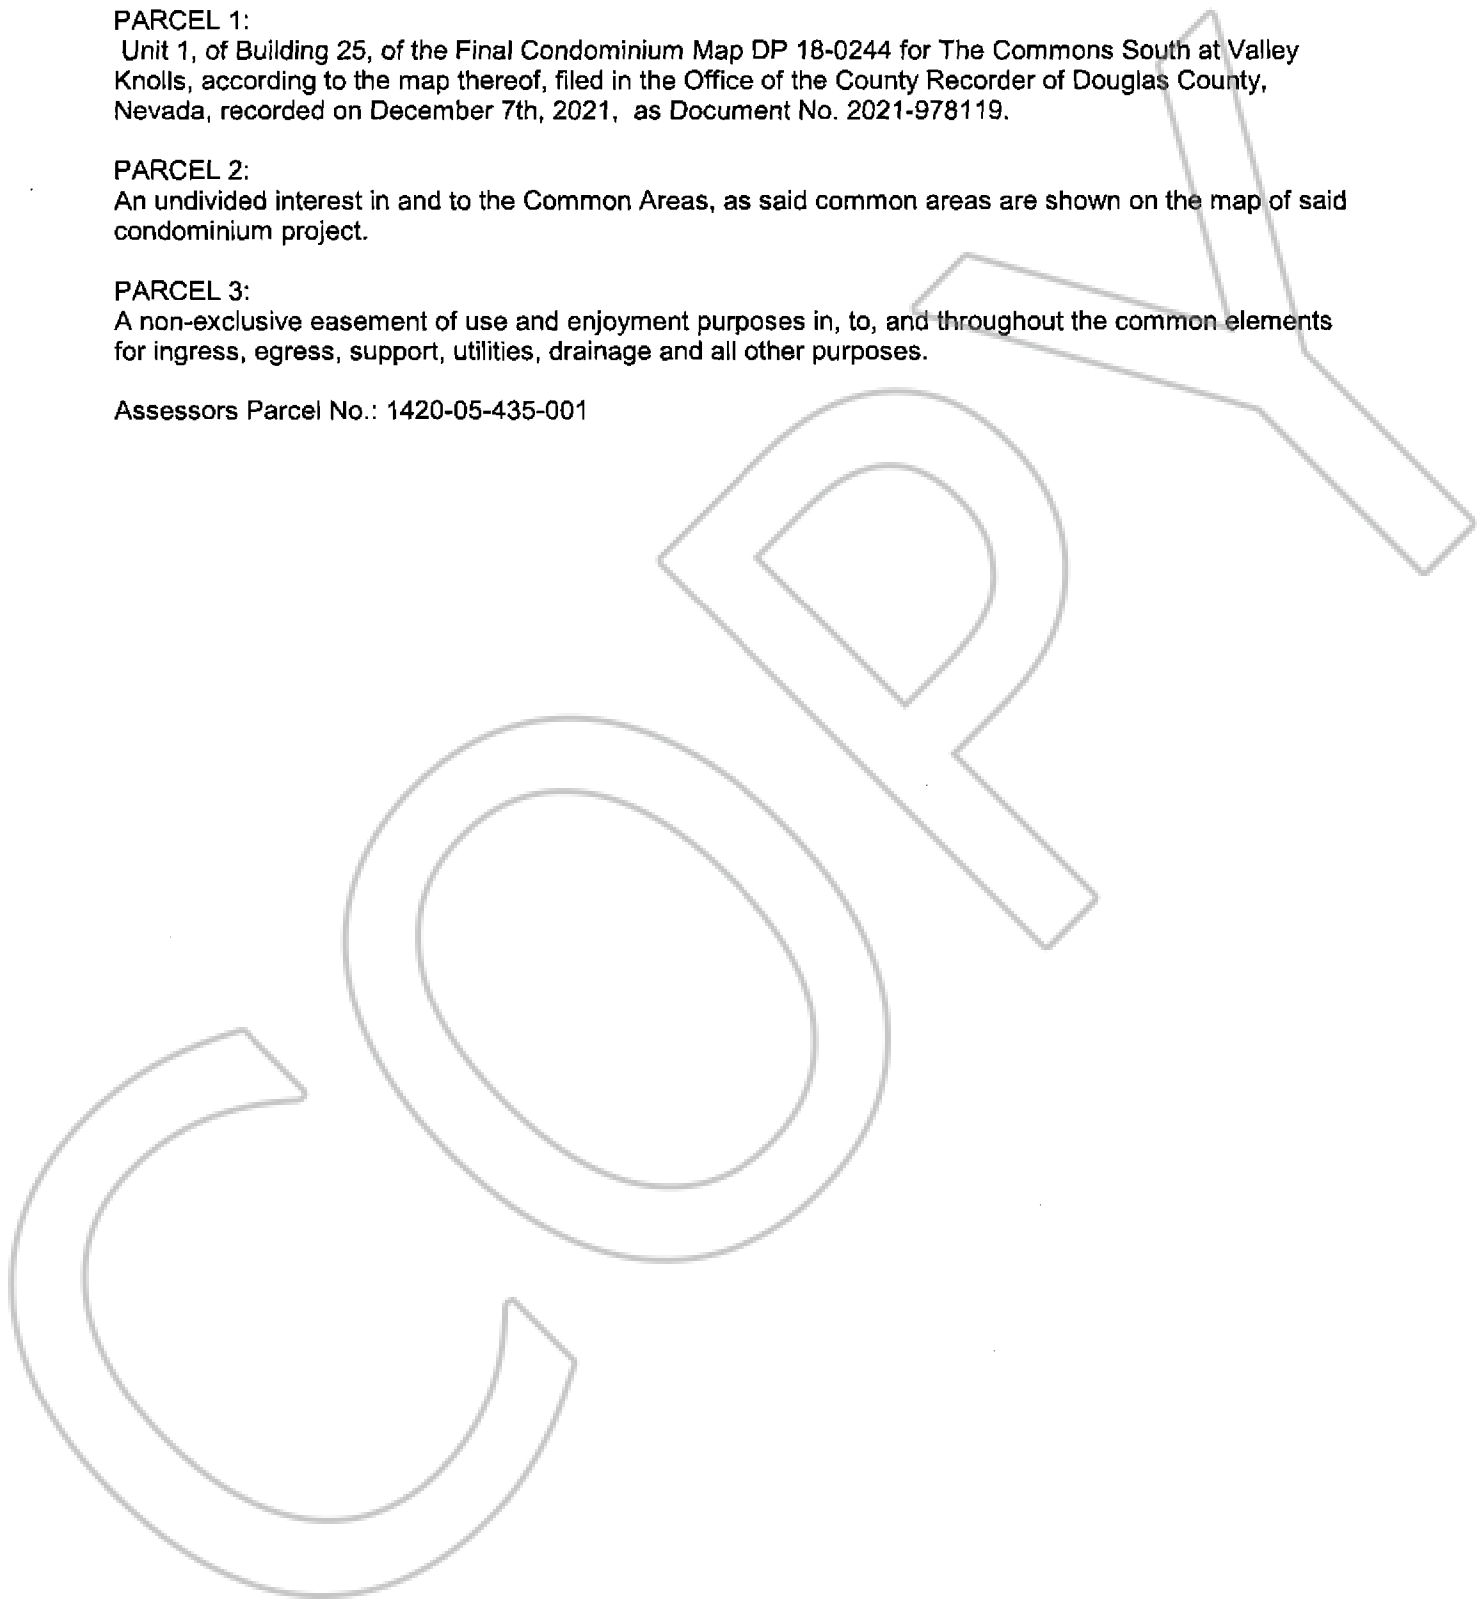 PARCEL 1:
Unit 1, of Building 25, of the Final Condominium Map DP 18-0244 for The Commons South at Valley
Knolls, according to the map thereof, filed in the Office of the County Recorder of Douglas County,
Nevada, recorded on December 7th, 2021, as Document No. 2021-978119.
PARCEL 2:
An undivided interest in and to the Common Areas, as said common areas are shown on the map of said
condominium project.
PARCEL 3:
A non-exclusive easement of use and enjoyment purposes in, to, and throughout the common elements
for ingress, egress, support, utilities, drainage and all other purposes.
Assessors Parcel No.: 1420-05-435-001
COPY